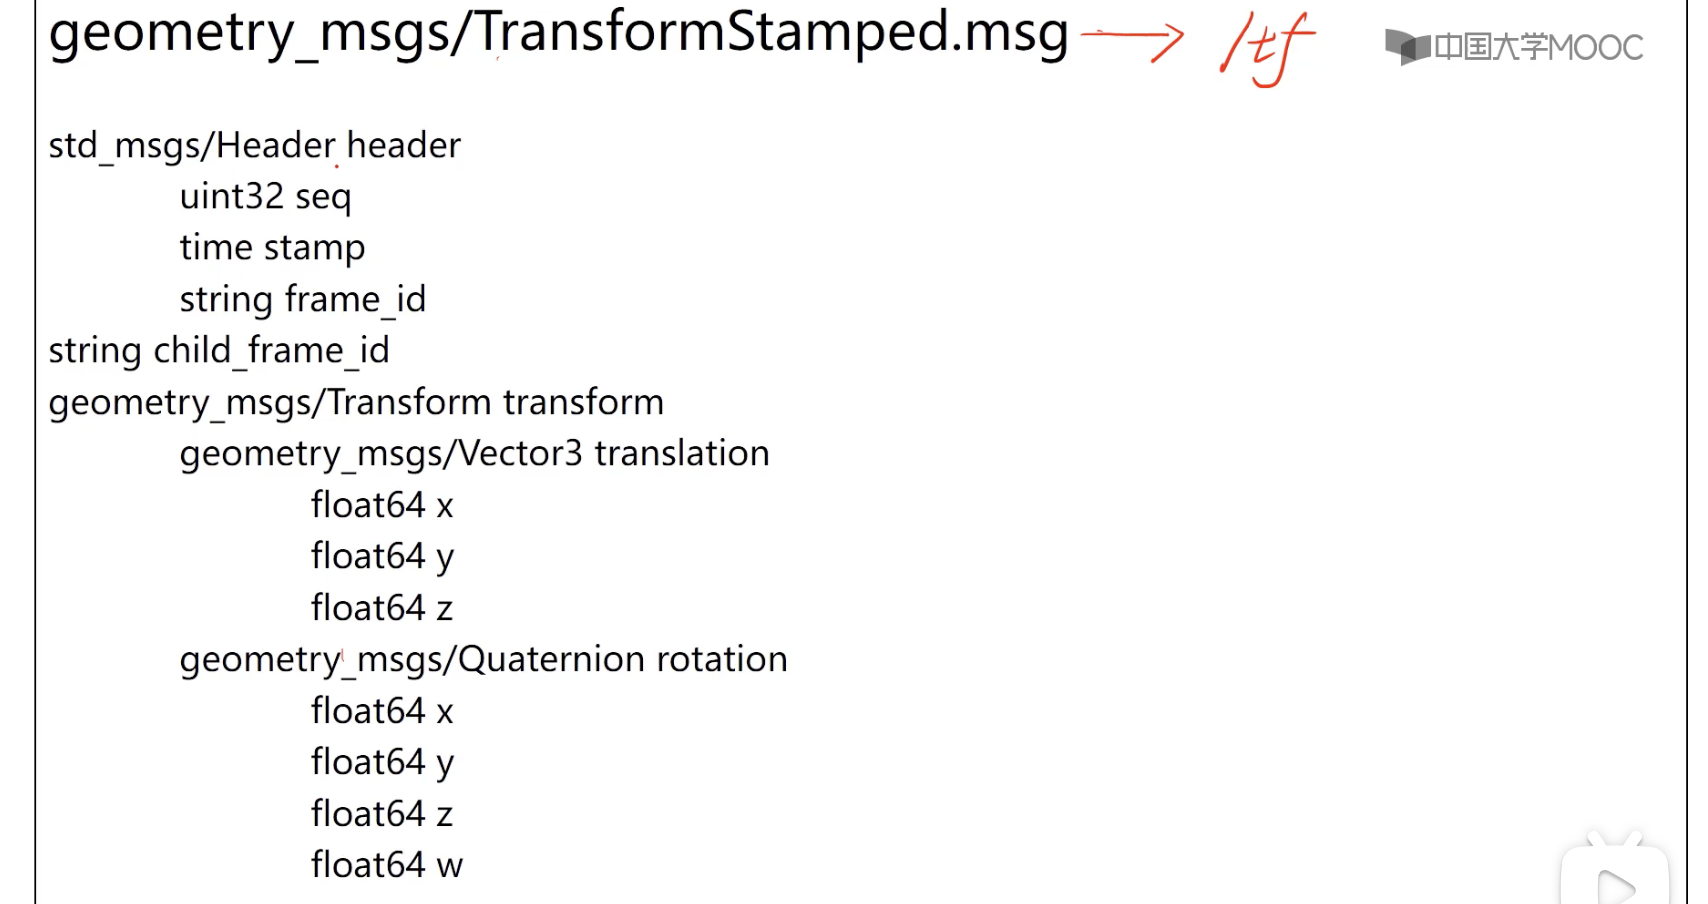 geometry_msgs/TransformStamped.msg → /tf
中国大学MOOC
std_msgs/Header header
uint32 seq
time stamp
string frame_id
string child_frame_id
geometry_msgs/Transform transform
geometry_msgs/Vector3 translation
float64 x
float64 y
float64 z
geometry_msgs/Quaternion rotation
float64 x
float64 y
float64 z
float64 w